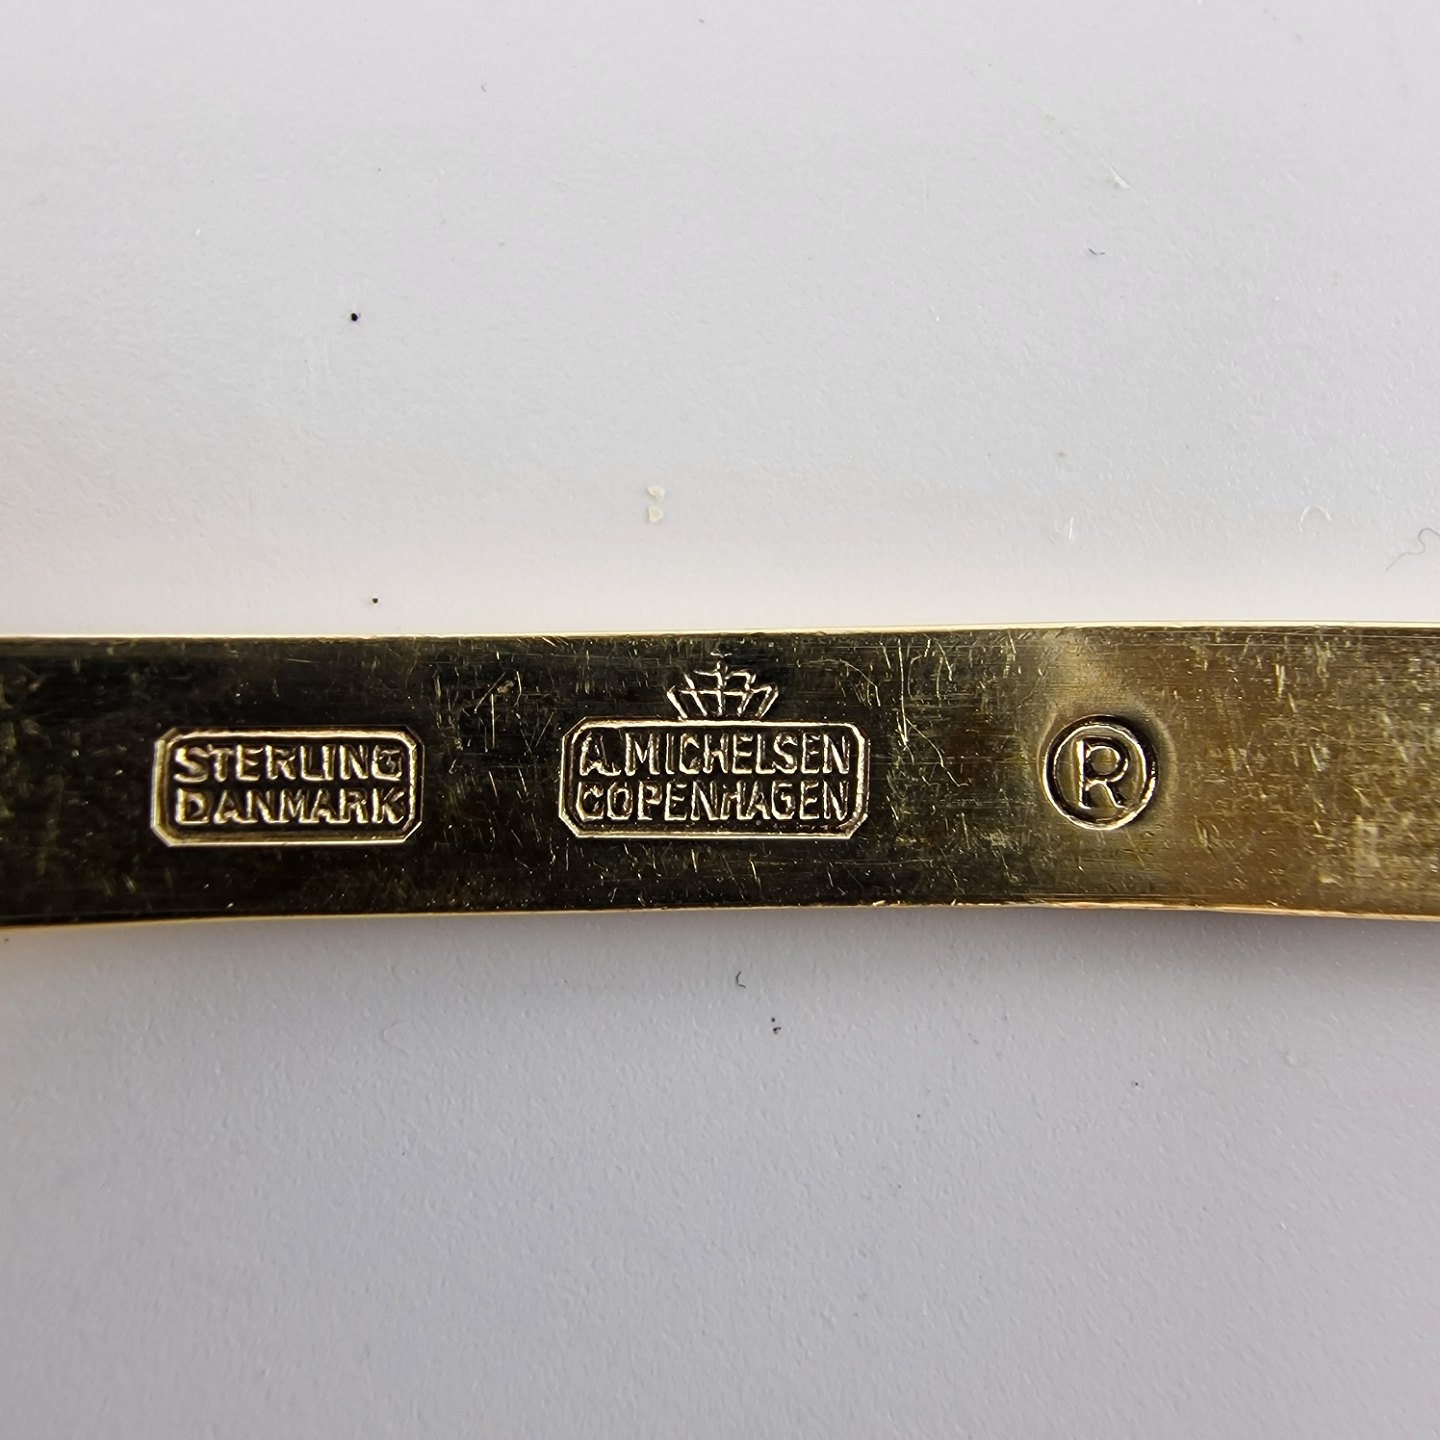 STERLING
DANMARK
A.MICHELSEN
COPENHAGEN
R